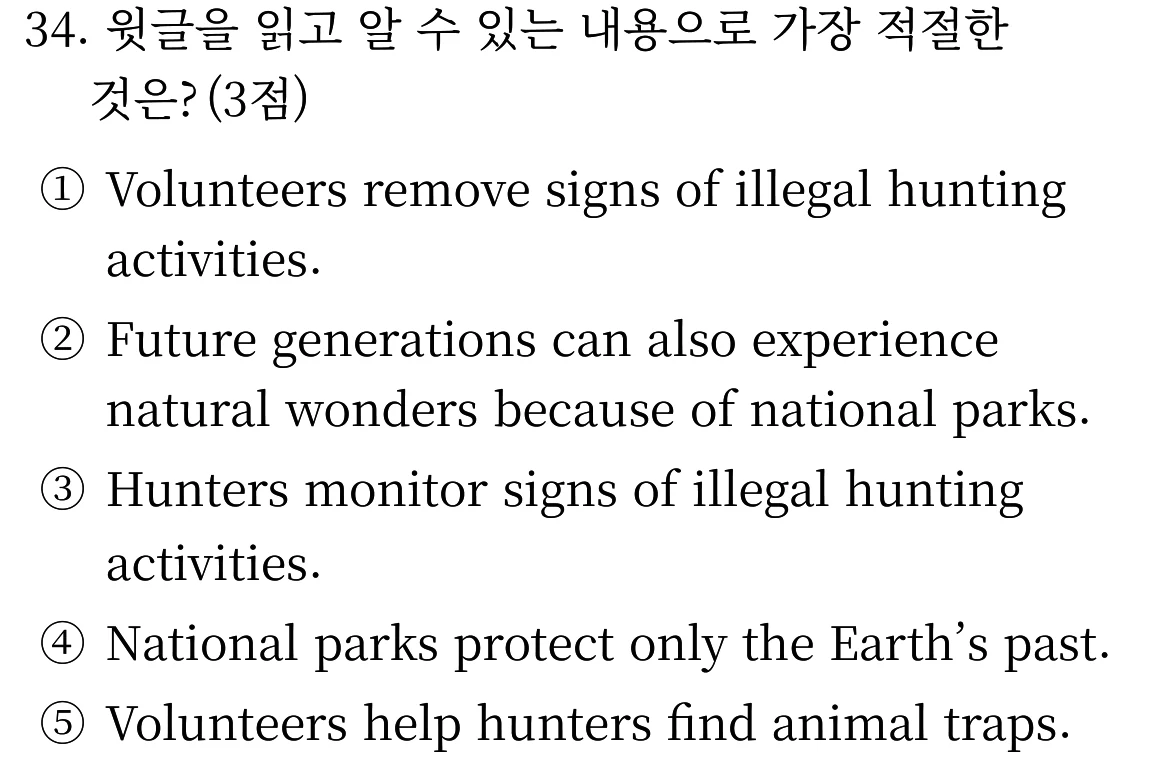 34. 윗글을 읽고 알 수 있는 내용으로 가장 적절한
것은? (3점)
① Volunteers remove signs of illegal hunting
activities.
② Future generations can also experience
natural wonders because of national parks.
③ Hunters monitor signs of illegal hunting
activities.
④ National parks protect only the Earth’s past.
⑤ Volunteers help hunters find animal traps.